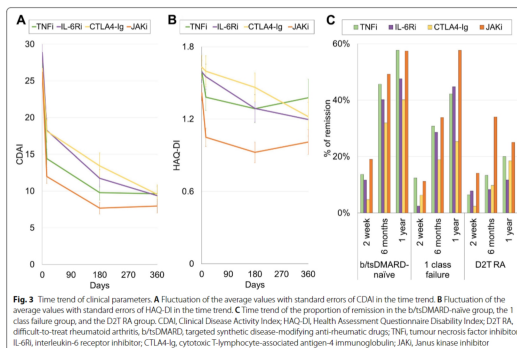 A
TNFi IL-6Ri CTLA4-Ig JAKi
30
25
20
15
10
5
0
CDAI
0 90 180 270 360
Days
B
TNFi IL-6Ri CTLA4-Ig JAKi
1.8
1.2
0.6
0
HAQ-DI
0 90 180 270 360
Days
C
TNFi IL-6Ri CTLA4-Ig JAKi
60%
40%
20%
0%
% of remission
2 week 6 months 1 year 2 week 6 months 1 year 2 week 6 months 1 year
b/tsDMARD-naïve 1 class failure D2T RA
Fig. 3 Time trend of clinical parameters. A Fluctuation of the average values with standard errors of CDAI in the time trend. B Fluctuation of the
average values with standard errors of HAQ-DI in the time trend. C Time trend of the proportion of remission in the b/tsDMARD-naive group, the 1
class failure group, and the D2T RA group. CDAI, Clinical Disease Activity Index; HAQ-DI, Health Assessment Questionnaire Disability Index; D2T RA,
difficult-to-treat rheumatoid arthritis, b/tsDMARD, targeted synthetic disease-modifying anti-rheumatic drugs; TNFi, tumour necrosis factor inhibitor
IL-6Ri, interleukin-6 receptor inhibitor; CTLA4-Ig, cytotoxic T-lymphocyte-associated antigen-4 immunoglobulin; JAKi, Janus kinase inhibitor